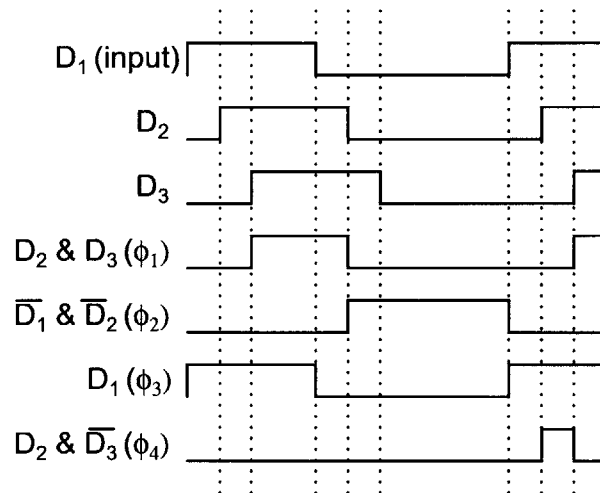 D₁ (input)
D₂
D₃
D₂ & D₃ (ϕ₁)
D̅₁ & D̅₂ (ϕ₂)
D₁ (ϕ₃)
D₂ & D̅₃ (ϕ₄)